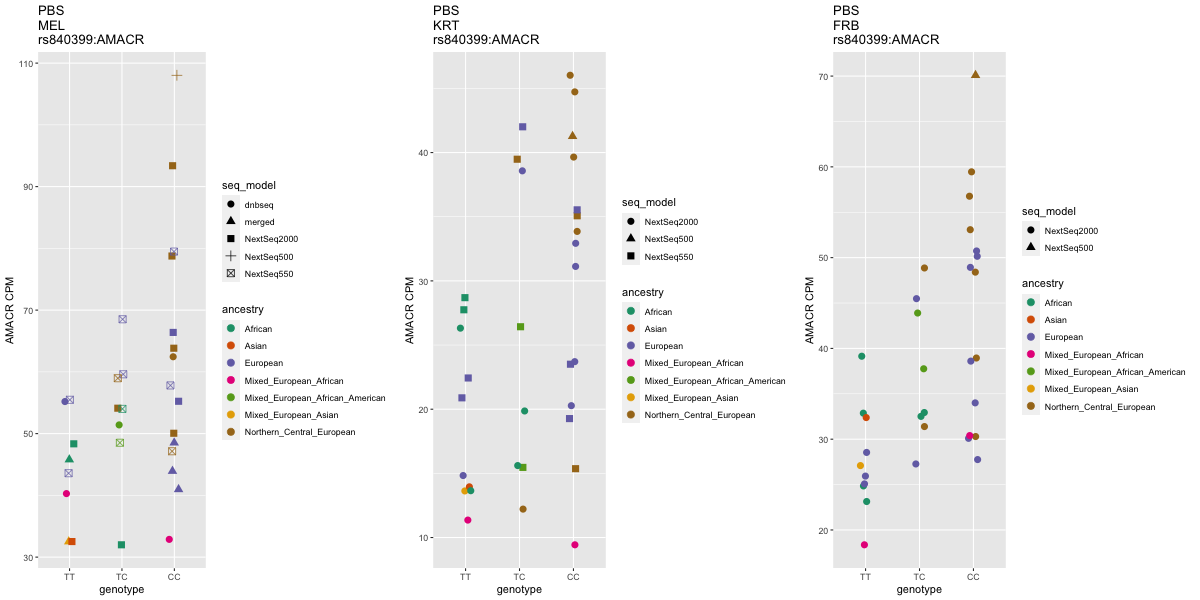 PBS
MEL
rs840399:AMACR
110
90
70
50
30
AMACR CPM
TT
TC
CC
genotype
seq_model
dnbseq
merged
NextSeq2000
NextSeq500
NextSeq550
ancestry
African
Asian
European
Mixed_European_African
Mixed_European_African_American
Mixed_European_Asian
Northern_Central_European
PBS
KRT
rs840399:AMACR
40
30
20
10
AMACR CPM
TT
TC
CC
genotype
seq_model
NextSeq2000
NextSeq500
NextSeq550
ancestry
African
Asian
European
Mixed_European_African
Mixed_European_African_American
Mixed_European_Asian
Northern_Central_European
PBS
FRB
rs840399:AMACR
70
60
50
40
30
20
AMACR CPM
TT
TC
CC
genotype
seq_model
NextSeq2000
NextSeq500
ancestry
African
Asian
European
Mixed_European_African
Mixed_European_African_American
Mixed_European_Asian
Northern_Central_European